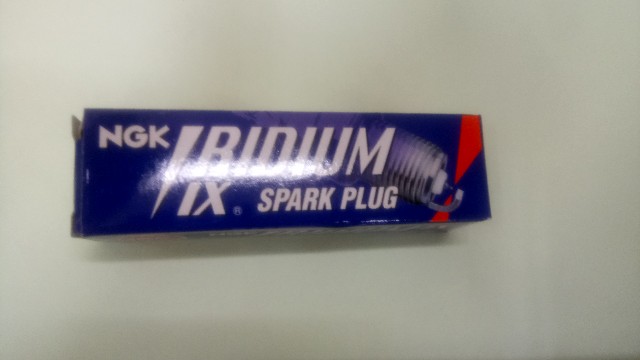 NGK IRIDIUM
IX ® SPARK PLUG